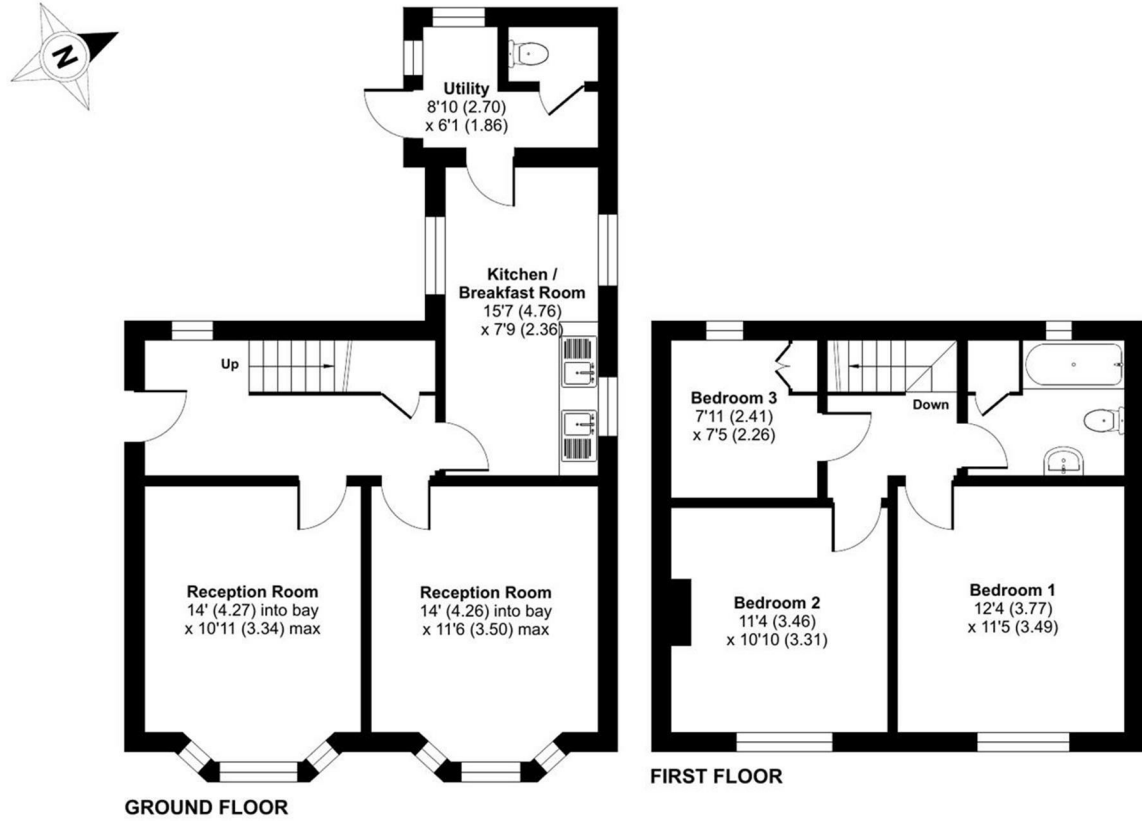 N
Utility
8'10 (2.70)
x 6'1 (1.86)
Kitchen /
Breakfast Room
15'7 (4.76)
x 7'9 (2.36)
Up
Reception Room
14' (4.27) into bay
x 10'11 (3.34) max
Reception Room
14' (4.26) into bay
x 11'6 (3.50) max
GROUND FLOOR
Bedroom 3
7'11 (2.41)
x 7'5 (2.26)
Down
Bedroom 2
11'4 (3.46)
x 10'10 (3.31)
Bedroom 1
12'4 (3.77)
x 11'5 (3.49)
FIRST FLOOR